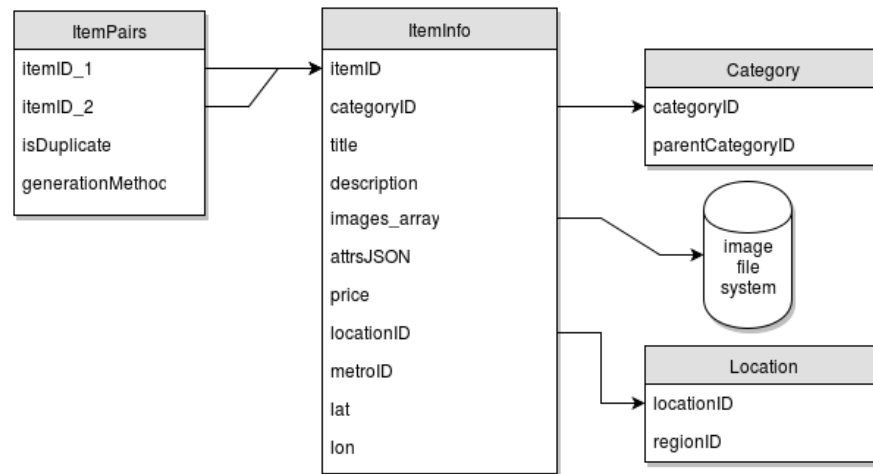 ItemPairs
itemID_1
itemID_2
isDuplicate
generationMethod
ItemInfo
itemID
categoryID
title
description
images_array
attrsJSON
price
locationID
metroID
lat
lon
Category
categoryID
parentCategoryID
image
file
system
Location
locationID
regionID